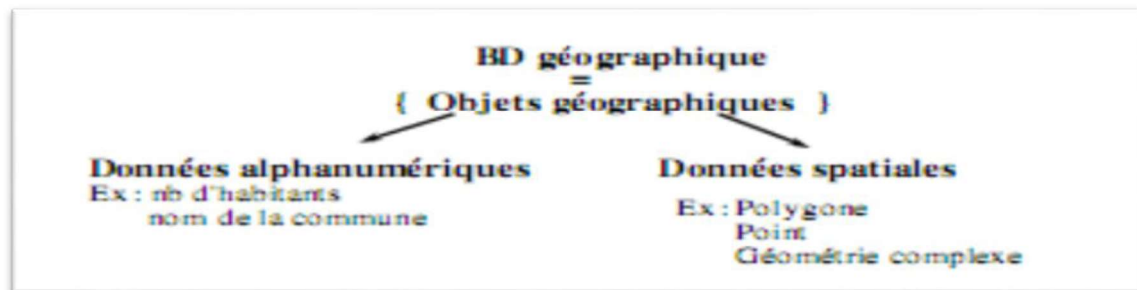 BD géographique
=
{ Objets géographiques }
Données alphanumériques
Ex : nb d'habitants
nom de la commune
Données spatiales
Ex : Polygone
Point
Géométrie complexe